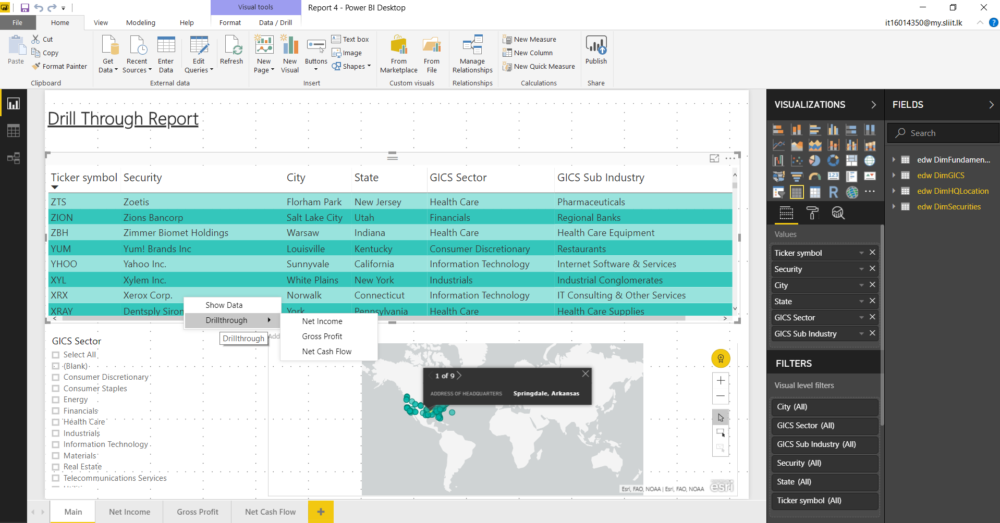 Visual tools
Report 4 - Power BI Desktop
File
Home
View
Modeling
Help
Format
Data / Drill
it16014350@my.sliit.lk
?
Paste
Cut
Copy
Format Painter
Clipboard
Get Data
Recent Sources
Enter Data
Edit Queries
Refresh
External data
New Page
New Visual
Buttons
Text box
Image
Shapes
Insert
From Marketplace
From File
Custom visuals
Manage Relationships
Relationships
New Measure
New Column
New Quick Measure
Calculations
Publish
Share
Drill Through Report
Ticker symbol Security City State GICS Sector GICS Sub Industry
ZTS Zoetis Florham Park New Jersey Health Care Pharmaceuticals
ZION Zions Bancorp Salt Lake City Utah Financials Regional Banks
ZBH Zimmer Biomet Holdings Warsaw Indiana Health Care Health Care Equipment
YUM Yum! Brands Inc Louisville Kentucky Consumer Discretionary Restaurants
YHOO Yahoo Inc. Sunnyvale California Information Technology Internet Software & Services
XYL Xylem Inc. White Plains New York Industrials Industrial Conglomerates
XRX Xerox Corp. Norwalk Connecticut Information Technology IT Consulting & Other Services
XRAY Dentsply Siron York Pennsylvania Health Care Health Care Supplies
Show Data
Drillthrough
Drillthrough
Add
Net Income
Gross Profit
Net Cash Flow
GICS Sector
Select All
(Blank)
Consumer Discretionary
Consumer Staples
Energy
Financials
Health Care
Industrials
Information Technology
Materials
Real Estate
Telecommunications Services
1 of 9
ADDRESS OF HEADQUARTERS Springdale, Arkansas
Esri, FAO, NOAA | Esri, FAO, NOAA
esri
Main
Net Income
Gross Profit
Net Cash Flow
VISUALIZATIONS
123
R
Values
Ticker symbol
Security
City
State
GICS Sector
GICS Sub Industry
FILTERS
Visual level filters
City (All)
GICS Sector (All)
GICS Sub Industry (All)
Security (All)
State (All)
Ticker symbol (All)
FIELDS
Search
edw DimFundamen...
edw DimGICS
edw DimHQLocation
edw DimSecurities